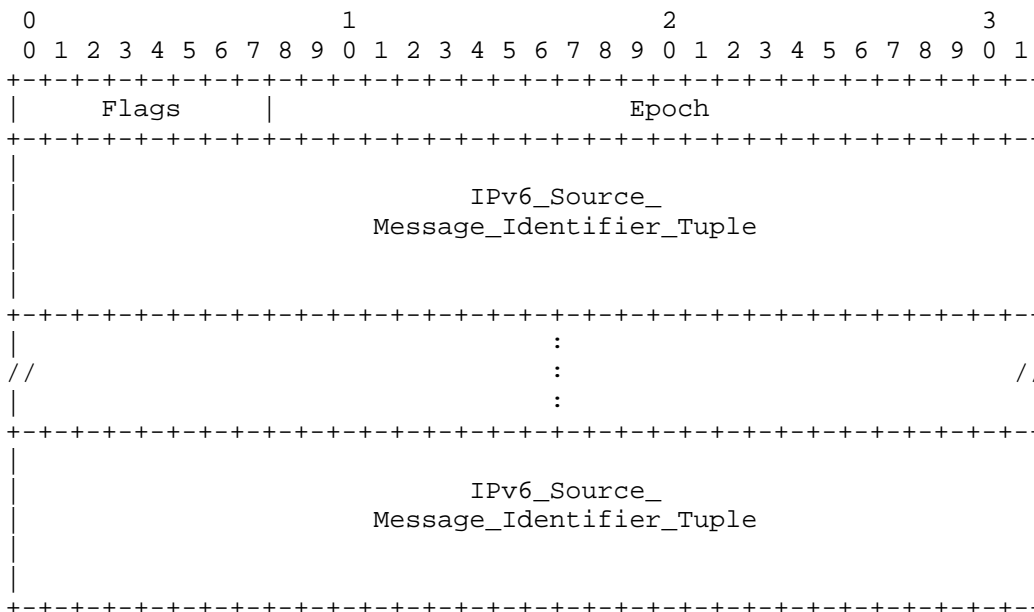 0                   1                   2                   3
0 1 2 3 4 5 6 7 8 9 0 1 2 3 4 5 6 7 8 9 0 1 2 3 4 5 6 7 8 9 0 1
+-+-+-+-+-+-+-+-+-+-+-+-+-+-+-+-+-+-+-+-+-+-+-+-+-+-+-+-+-+-+-+-
|     Flags     |                      Epoch
+-+-+-+-+-+-+-+-+-+-+-+-+-+-+-+-+-+-+-+-+-+-+-+-+-+-+-+-+-+-+-+-
|
|                            IPv6_Source_
|                      Message_Identifier_Tuple
|
|
+-+-+-+-+-+-+-+-+-+-+-+-+-+-+-+-+-+-+-+-+-+-+-+-+-+-+-+-+-+-+-+-
|                                 :
//                                :                            //
|                                 :
+-+-+-+-+-+-+-+-+-+-+-+-+-+-+-+-+-+-+-+-+-+-+-+-+-+-+-+-+-+-+-+-
|
|                            IPv6_Source_
|                      Message_Identifier_Tuple
|
|
+-+-+-+-+-+-+-+-+-+-+-+-+-+-+-+-+-+-+-+-+-+-+-+-+-+-+-+-+-+-+-+-